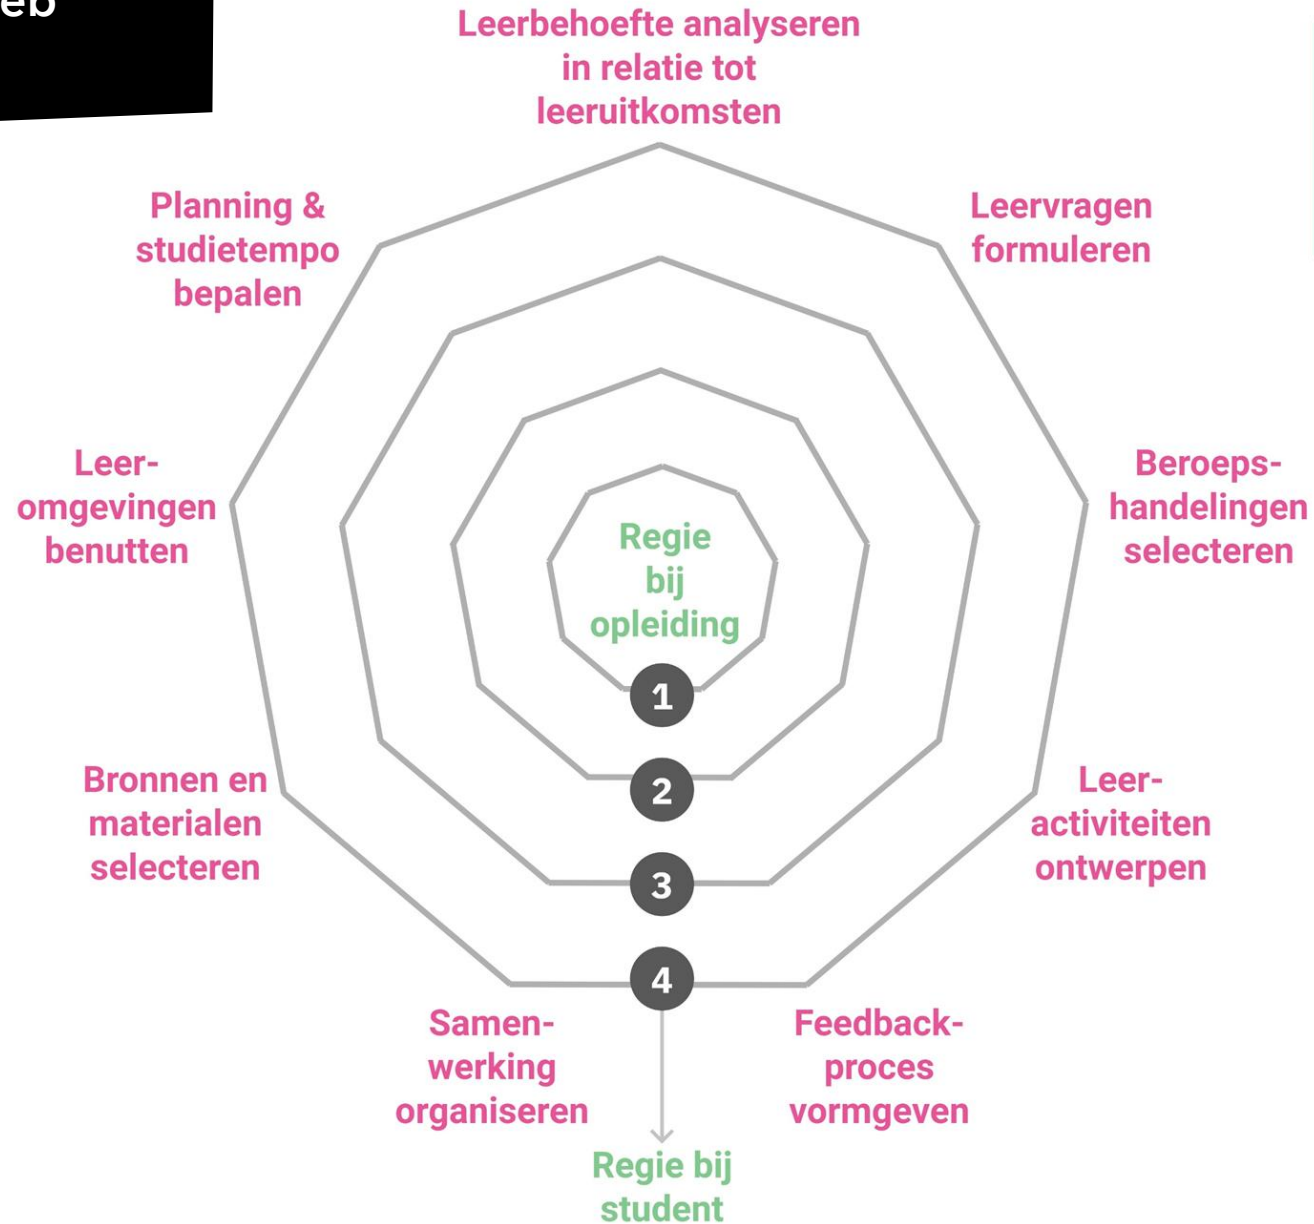 Leerbehoefte analyseren
in relatie tot
leeruitkomsten
Planning &
studietempo
bepalen
Leervragen
formuleren
Leer-
omgevingen
benutten
Beroeps-
handelingen
selecteren
Regie
bij
opleiding
1
2
3
4
Bronnen en
materialen
selecteren
Leer-
activiteiten
ontwerpen
Samen-
werking
organiseren
Feedback-
proces
vormgeven
Regie bij
student